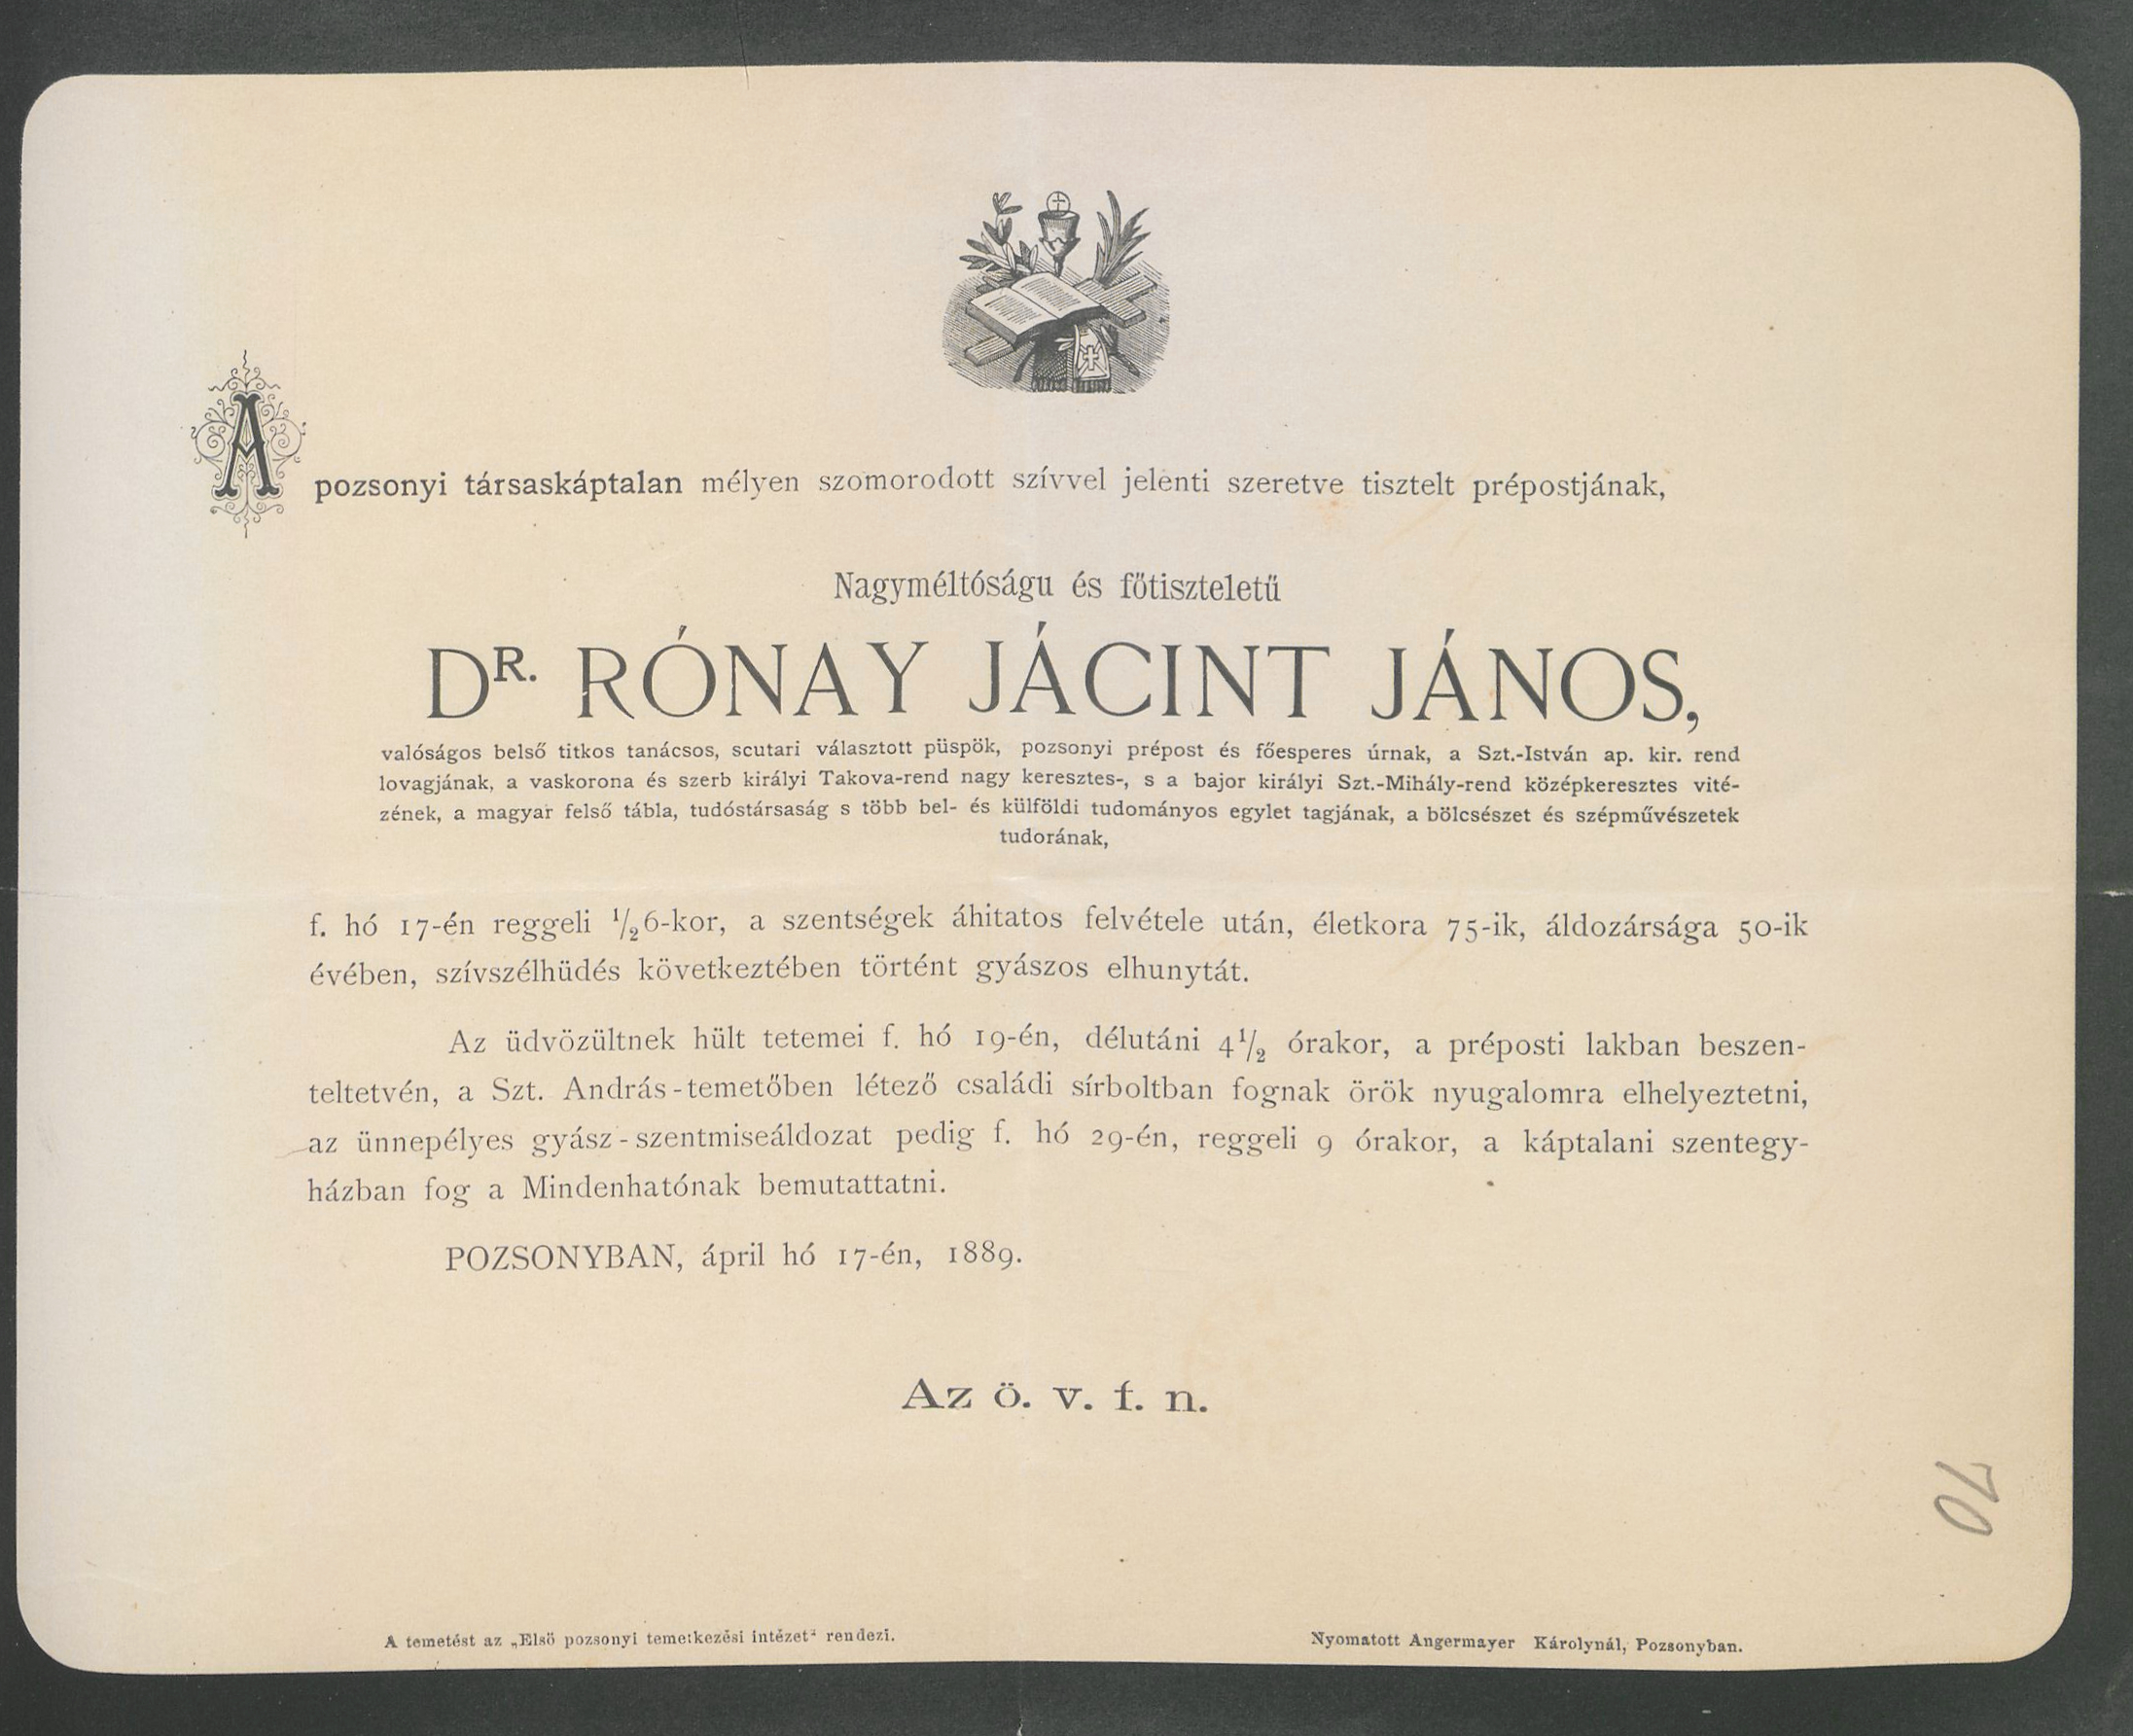 A pozsonyi társaskáptalan mélyen szomorodott szívvel jelenti szeretve tisztelt prépostjának,
Nagyméltóságu és főtiszteletű
DR. RÓNAY JÁCINT JÁNOS,
valóságos belső titkos tanácsos, scutari választott püspök, pozsonyi prépost és főesperes úrnak, a Szt.-István ap. kir. rend
lovagjának, a vaskorona és szerb királyi Takova-rend nagy keresztes-, s a bajor királyi Szt.-Mihály-rend középkeresztes vité-
zének, a magyar felső tábla, tudóstársaság s több bel- és külföldi tudományos egylet tagjának, a bölcsészet és szépművészetek
tudorának,
f. hó 17-én reggeli 1/2 6-kor, a szentségek áhitatos felvétele után, életkora 75-ik, áldozársága 50-ik
évében, szívszélhüdés következtében történt gyászos elhunytát.
Az üdvözültnek hült tetemei f. hó 19-én, délutáni 4 1/2 órakor, a préposti lakban beszen-
teltetvén, a Szt. András-temetőben létező családi sírboltban fognak örök nyugalomra elhelyeztetni,
az ünnepélyes gyász-szentmiseáldozat pedig f. hó 29-én, reggeli 9 órakor, a káptalani szentegy-
házban fog a Mindenhatónak bemutattatni.
POZSONYBAN, ápril hó 17-én, 1889.
Az ö. v. f. n.
70
A temetést az „Elsö pozsonyi temetkezési intézet“ rendezi.
Nyomatott Angermayer Károlynál, Pozsonyban.